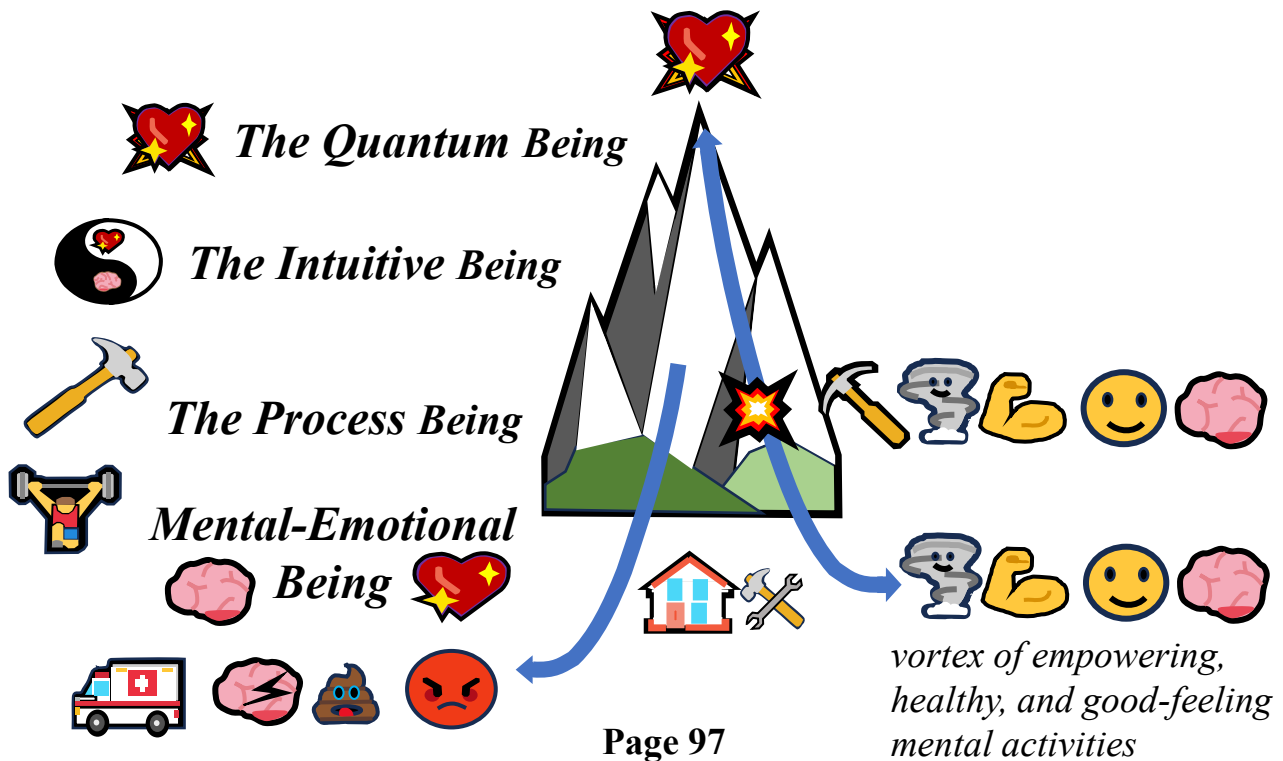 The Quantum Being
The Intuitive Being
The Process Being
Mental-Emotional
Being
vortex of empowering,
healthy, and good-feeling
mental activities
Page 97